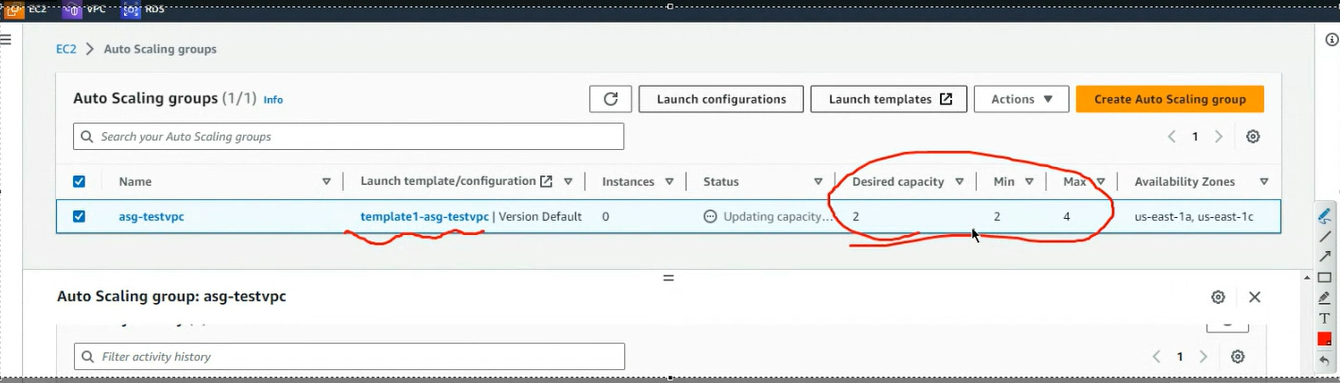 EC2 VPC RDS
EC2 > Auto Scaling groups
Auto Scaling groups (1/1) Info
Launch configurations
Launch templates
Actions
Create Auto Scaling group
Search your Auto Scaling groups
1
Name Launch template/configuration Instances Status Desired capacity Min Max Availability Zones
asg-testvpc template1-asg-testvpc | Version Default 0 Updating capacity... 2 2 4 us-east-1a, us-east-1c
Auto Scaling group: asg-testvpc
Filter activity history
1
T